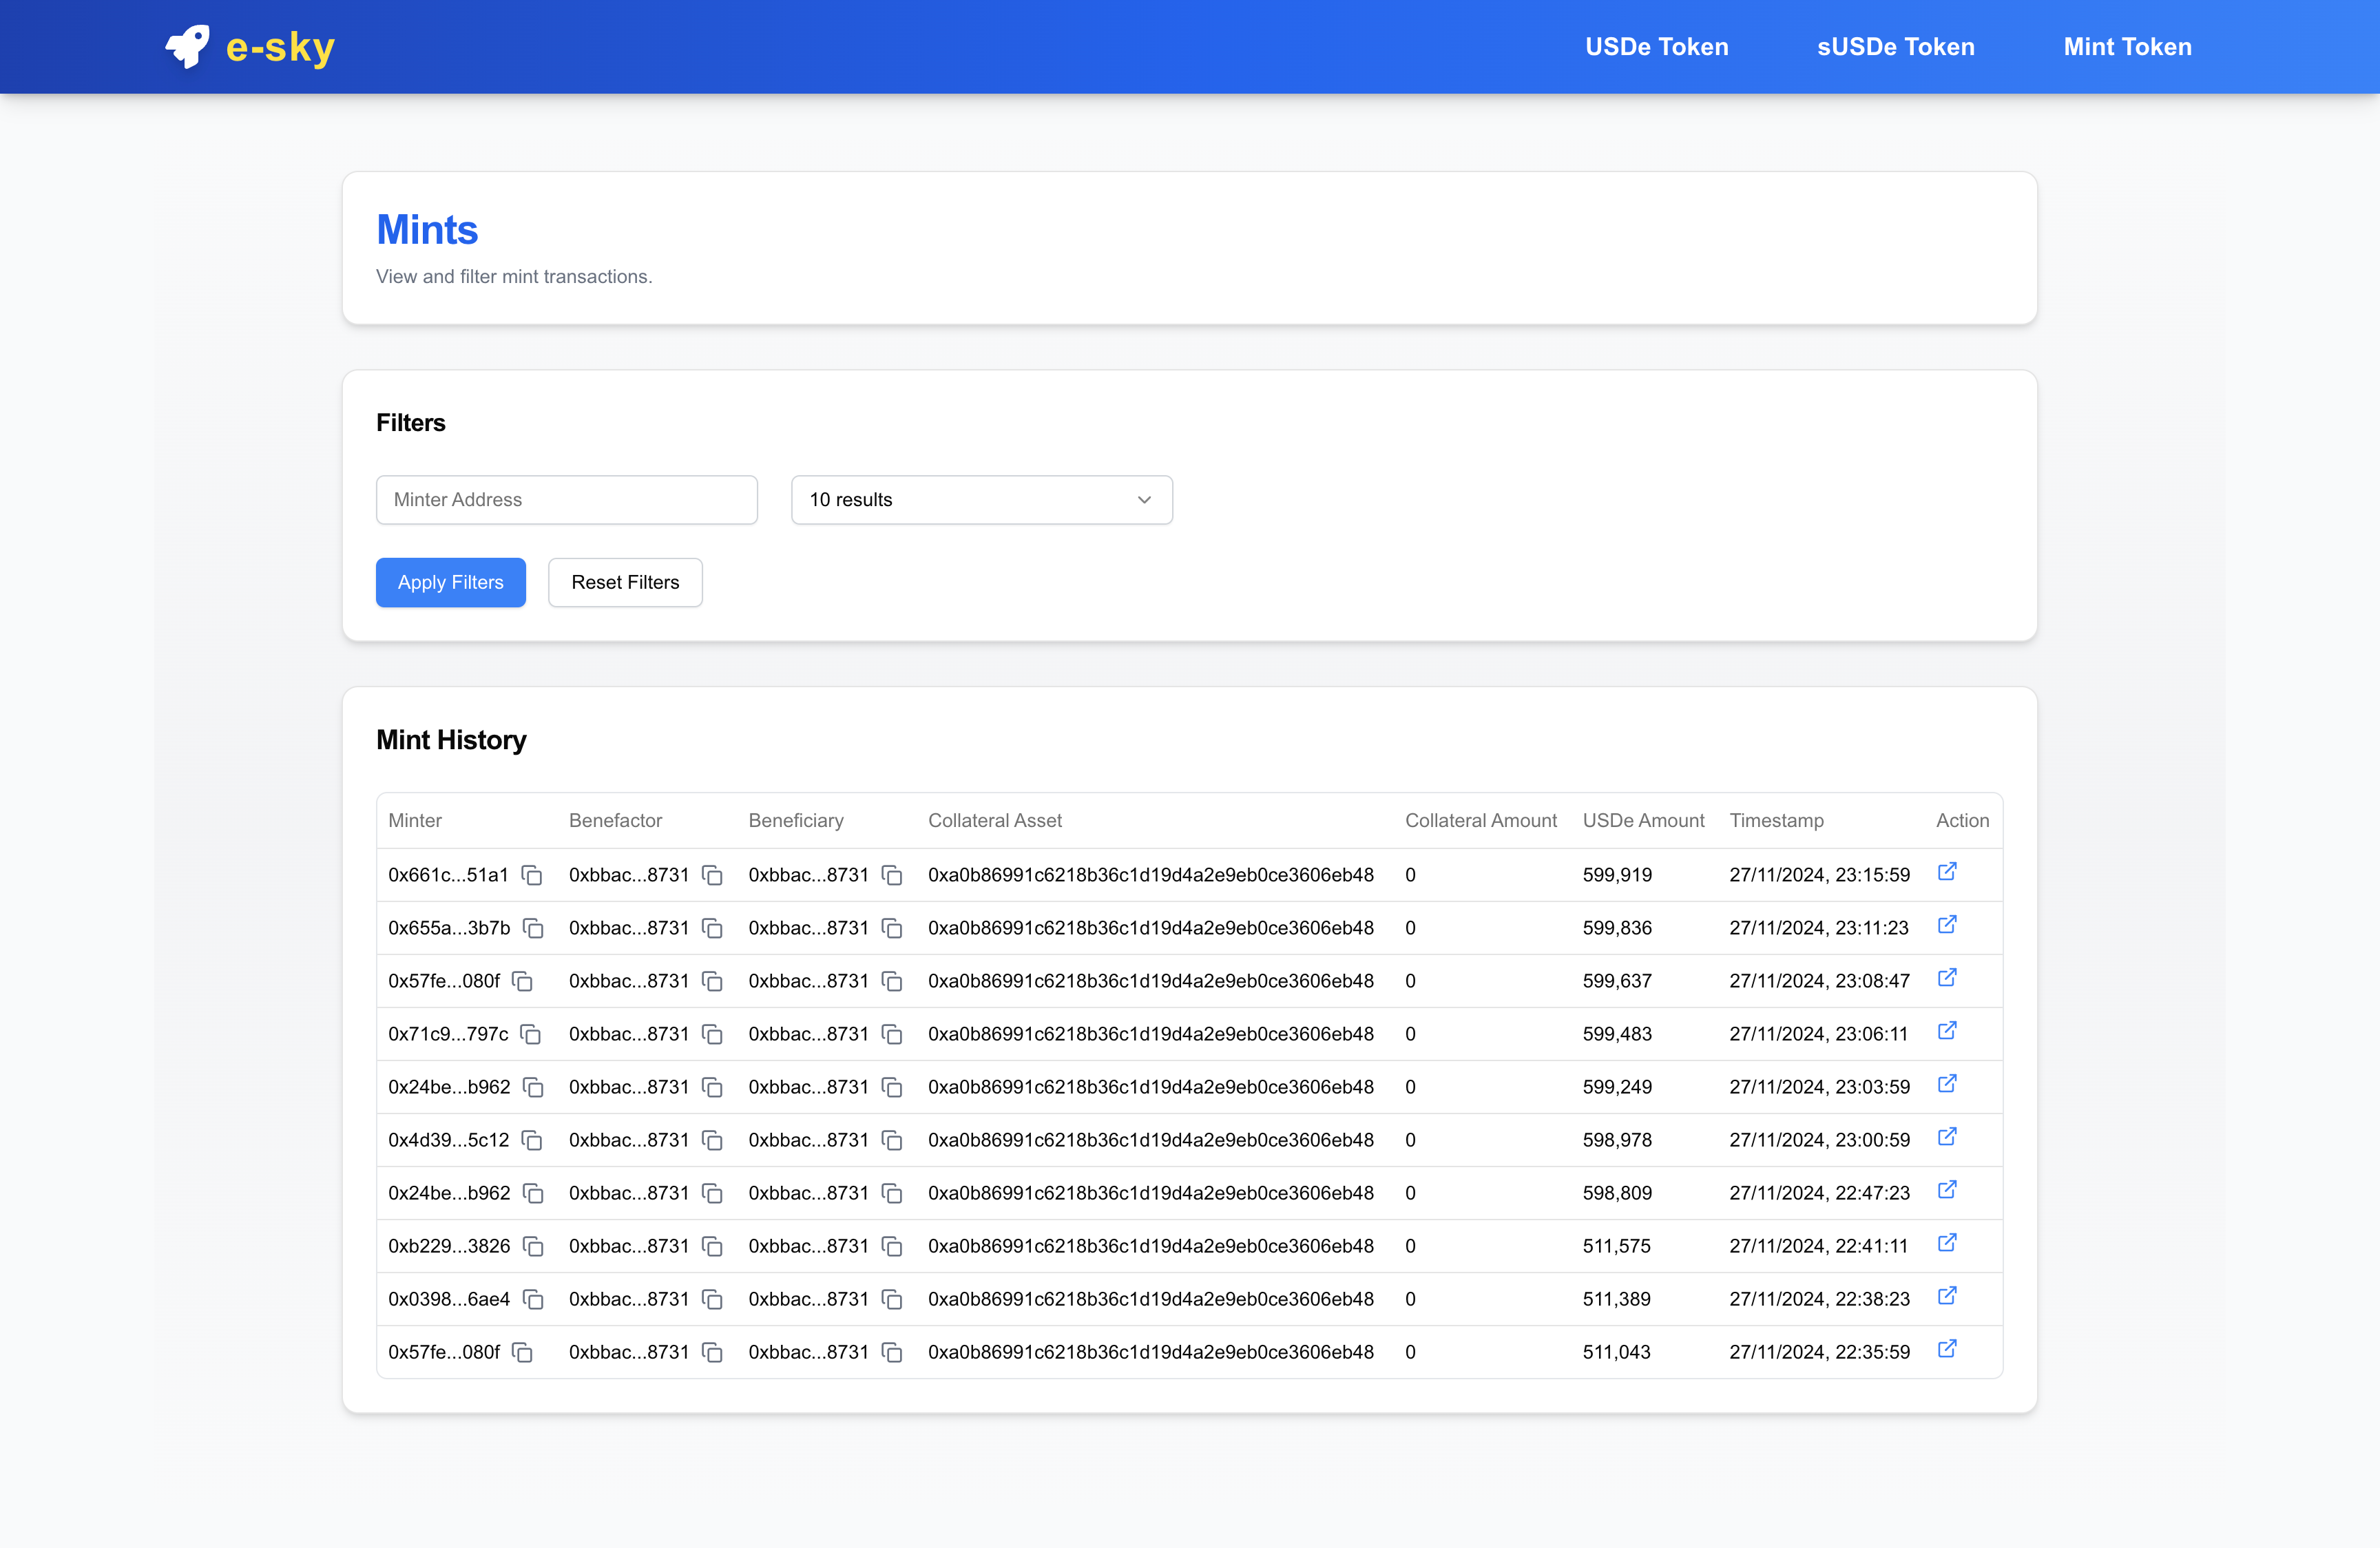 e-sky USDe Token sUSDe Token Mint Token
Mints
View and filter mint transactions.
Filters
Minter Address 10 results
Apply Filters Reset Filters
Mint History
Minter Benefactor Beneficiary Collateral Asset Collateral Amount USDe Amount Timestamp Action
0x661c...51a1 0xbbac...8731 0xbbac...8731 0xa0b86991c6218b36c1d19d4a2e9eb0ce3606eb48 0 599,919 27/11/2024, 23:15:59
0x655a...3b7b 0xbbac...8731 0xbbac...8731 0xa0b86991c6218b36c1d19d4a2e9eb0ce3606eb48 0 599,836 27/11/2024, 23:11:23
0x57fe...080f 0xbbac...8731 0xbbac...8731 0xa0b86991c6218b36c1d19d4a2e9eb0ce3606eb48 0 599,637 27/11/2024, 23:08:47
0x71c9...797c 0xbbac...8731 0xbbac...8731 0xa0b86991c6218b36c1d19d4a2e9eb0ce3606eb48 0 599,483 27/11/2024, 23:06:11
0x24be...b962 0xbbac...8731 0xbbac...8731 0xa0b86991c6218b36c1d19d4a2e9eb0ce3606eb48 0 599,249 27/11/2024, 23:03:59
0x4d39...5c12 0xbbac...8731 0xbbac...8731 0xa0b86991c6218b36c1d19d4a2e9eb0ce3606eb48 0 598,978 27/11/2024, 23:00:59
0x24be...b962 0xbbac...8731 0xbbac...8731 0xa0b86991c6218b36c1d19d4a2e9eb0ce3606eb48 0 598,809 27/11/2024, 22:47:23
0xb229...3826 0xbbac...8731 0xbbac...8731 0xa0b86991c6218b36c1d19d4a2e9eb0ce3606eb48 0 511,575 27/11/2024, 22:41:11
0x0398...6ae4 0xbbac...8731 0xbbac...8731 0xa0b86991c6218b36c1d19d4a2e9eb0ce3606eb48 0 511,389 27/11/2024, 22:38:23
0x57fe...080f 0xbbac...8731 0xbbac...8731 0xa0b86991c6218b36c1d19d4a2e9eb0ce3606eb48 0 511,043 27/11/2024, 22:35:59